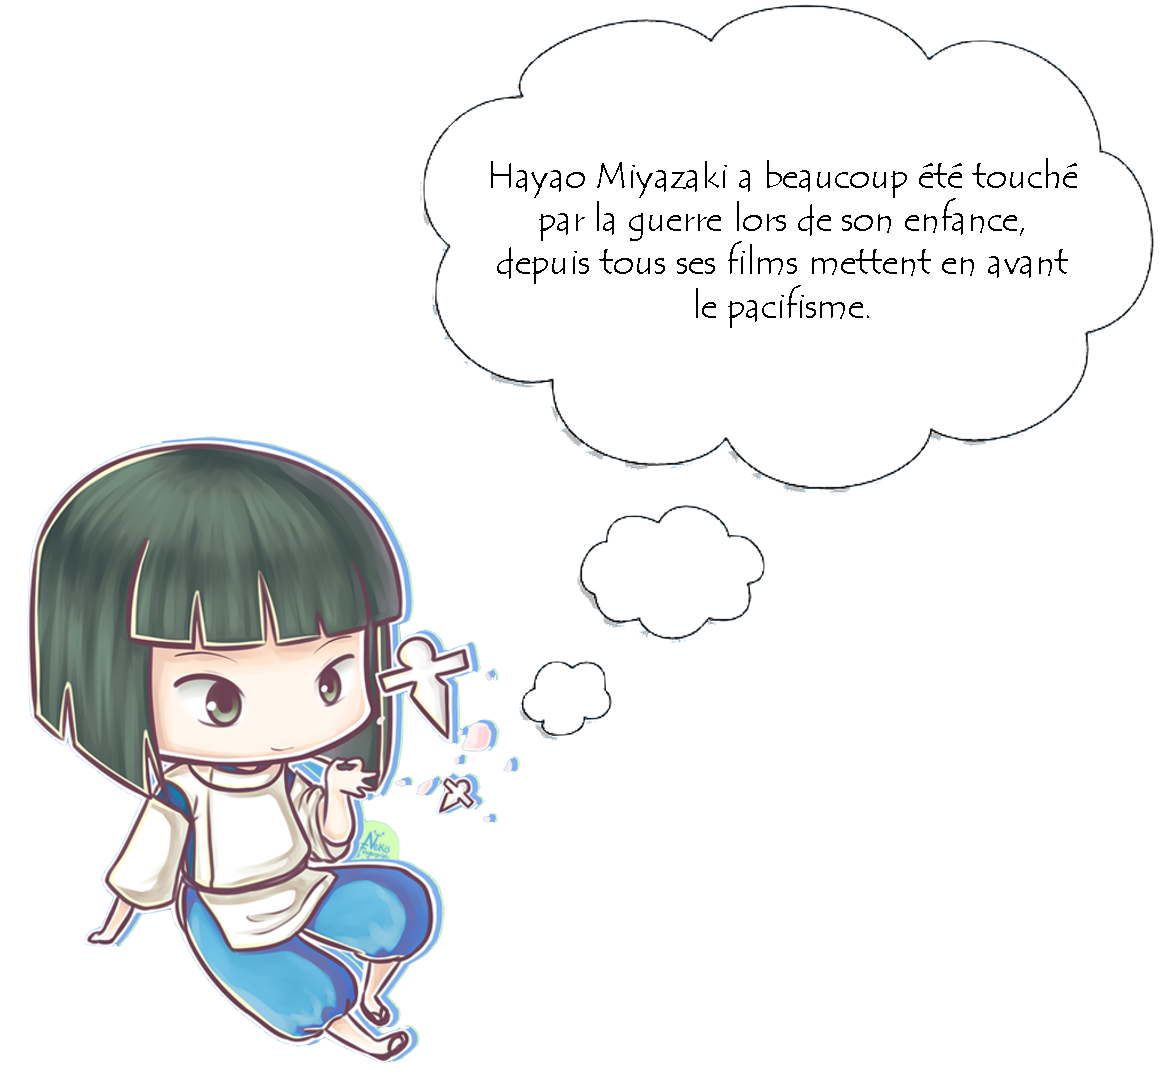 Hayao Miyazaki a beaucoup été touché
par la guerre lors de son enfance,
depuis tous ses films mettent en avant
le pacifisme.